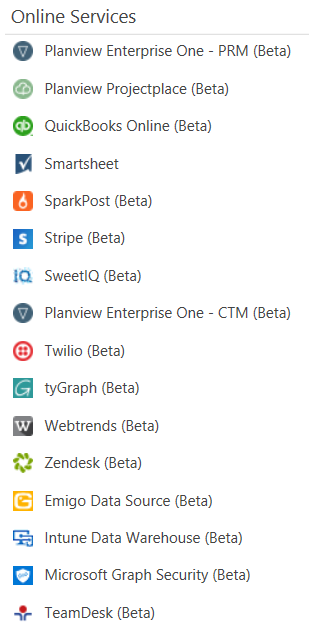 Online Services
Planview Enterprise One - PRM (Beta)
Planview Projectplace (Beta)
qb QuickBooks Online (Beta)
Smartsheet
SparkPost (Beta)
S Stripe (Beta)
IQ SweetIQ (Beta)
Planview Enterprise One - CTM (Beta)
Twilio (Beta)
tyGraph (Beta)
W Webtrends (Beta)
Zendesk (Beta)
Emigo Data Source (Beta)
Intune Data Warehouse (Beta)
Microsoft Graph Security (Beta)
TeamDesk (Beta)